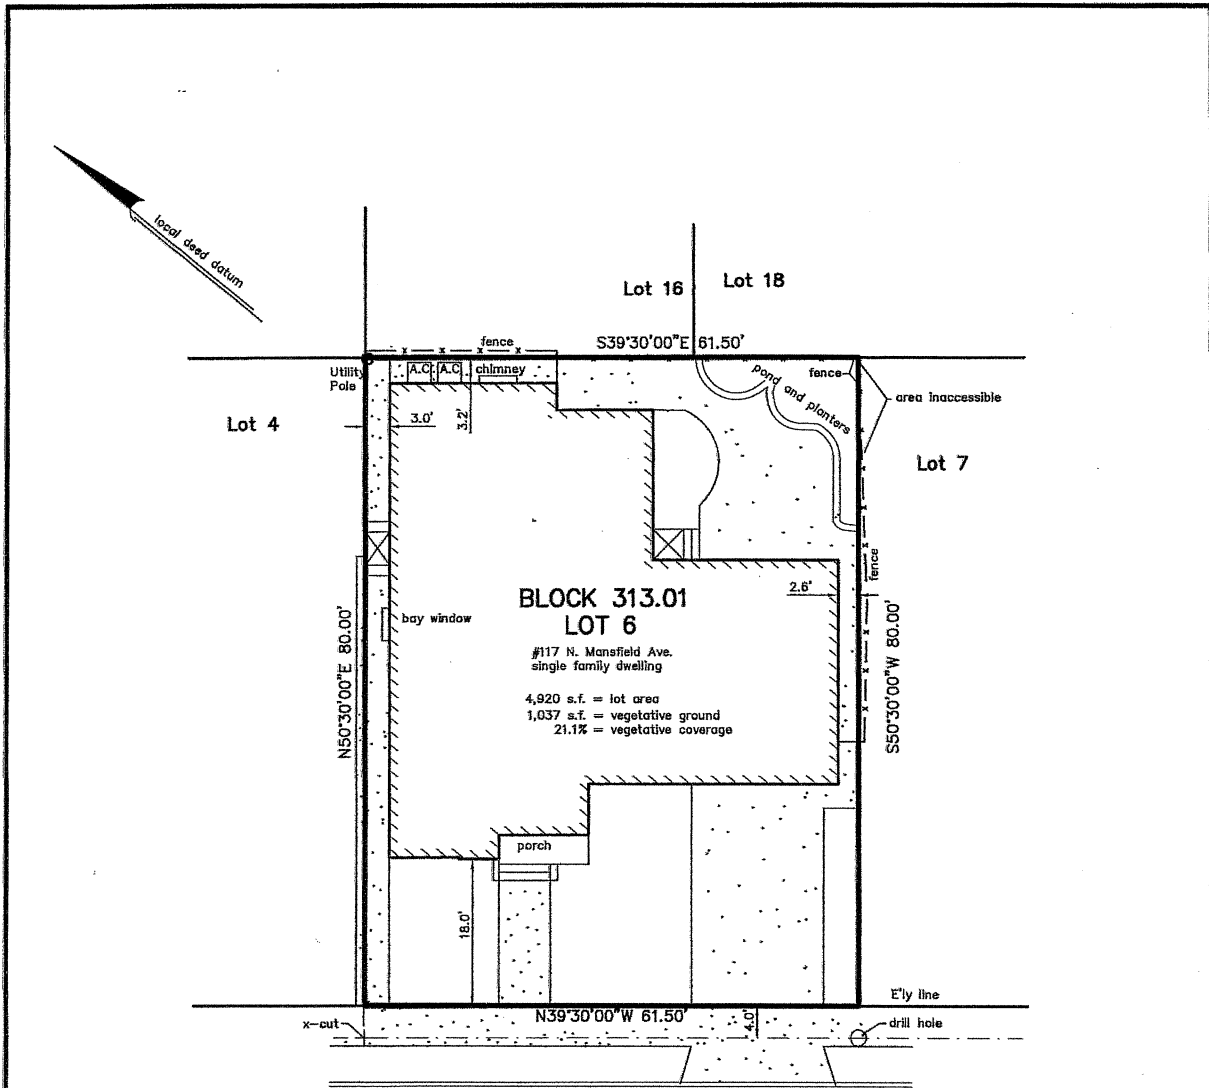 local deed datum
Lot 16
Lot 18
fence
S39°30'00"E 61.50'
Utility
Pole
A.C
A.C
chimney
fence
pond and planters
area inaccessible
Lot 4
3.0'
3.2'
Lot 7
fence
2.6'
BLOCK 313.01
LOT 6
bay window
#117 N. Mansfield Ave.
single family dwelling
4,920 s.f. = lot area
1,037 s.f. = vegetative ground
21.1% = vegetative coverage
N50°30'00"E 80.00'
S50°30'00"W 80.00'
porch
18.0'
E'ly line
N39°30'00"W 61.50'
4.0'
x-cut
drill hole